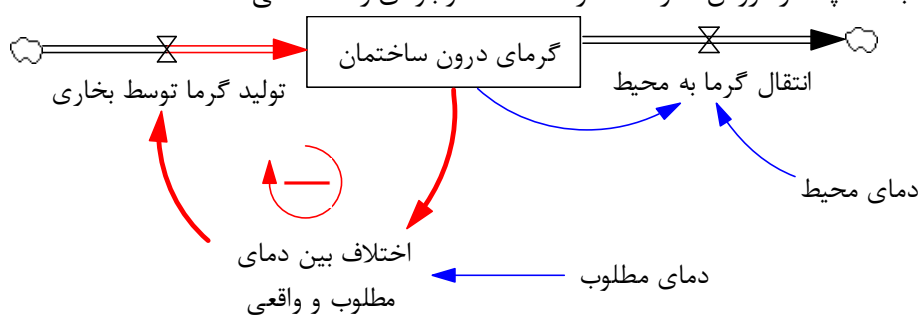 گرمای درون ساختمان
تولید گرما توسط بخاری
انتقال گرما به محیط
دمای محیط
اختلاف بین دمای
مطلوب و واقعی
دمای مطلوب